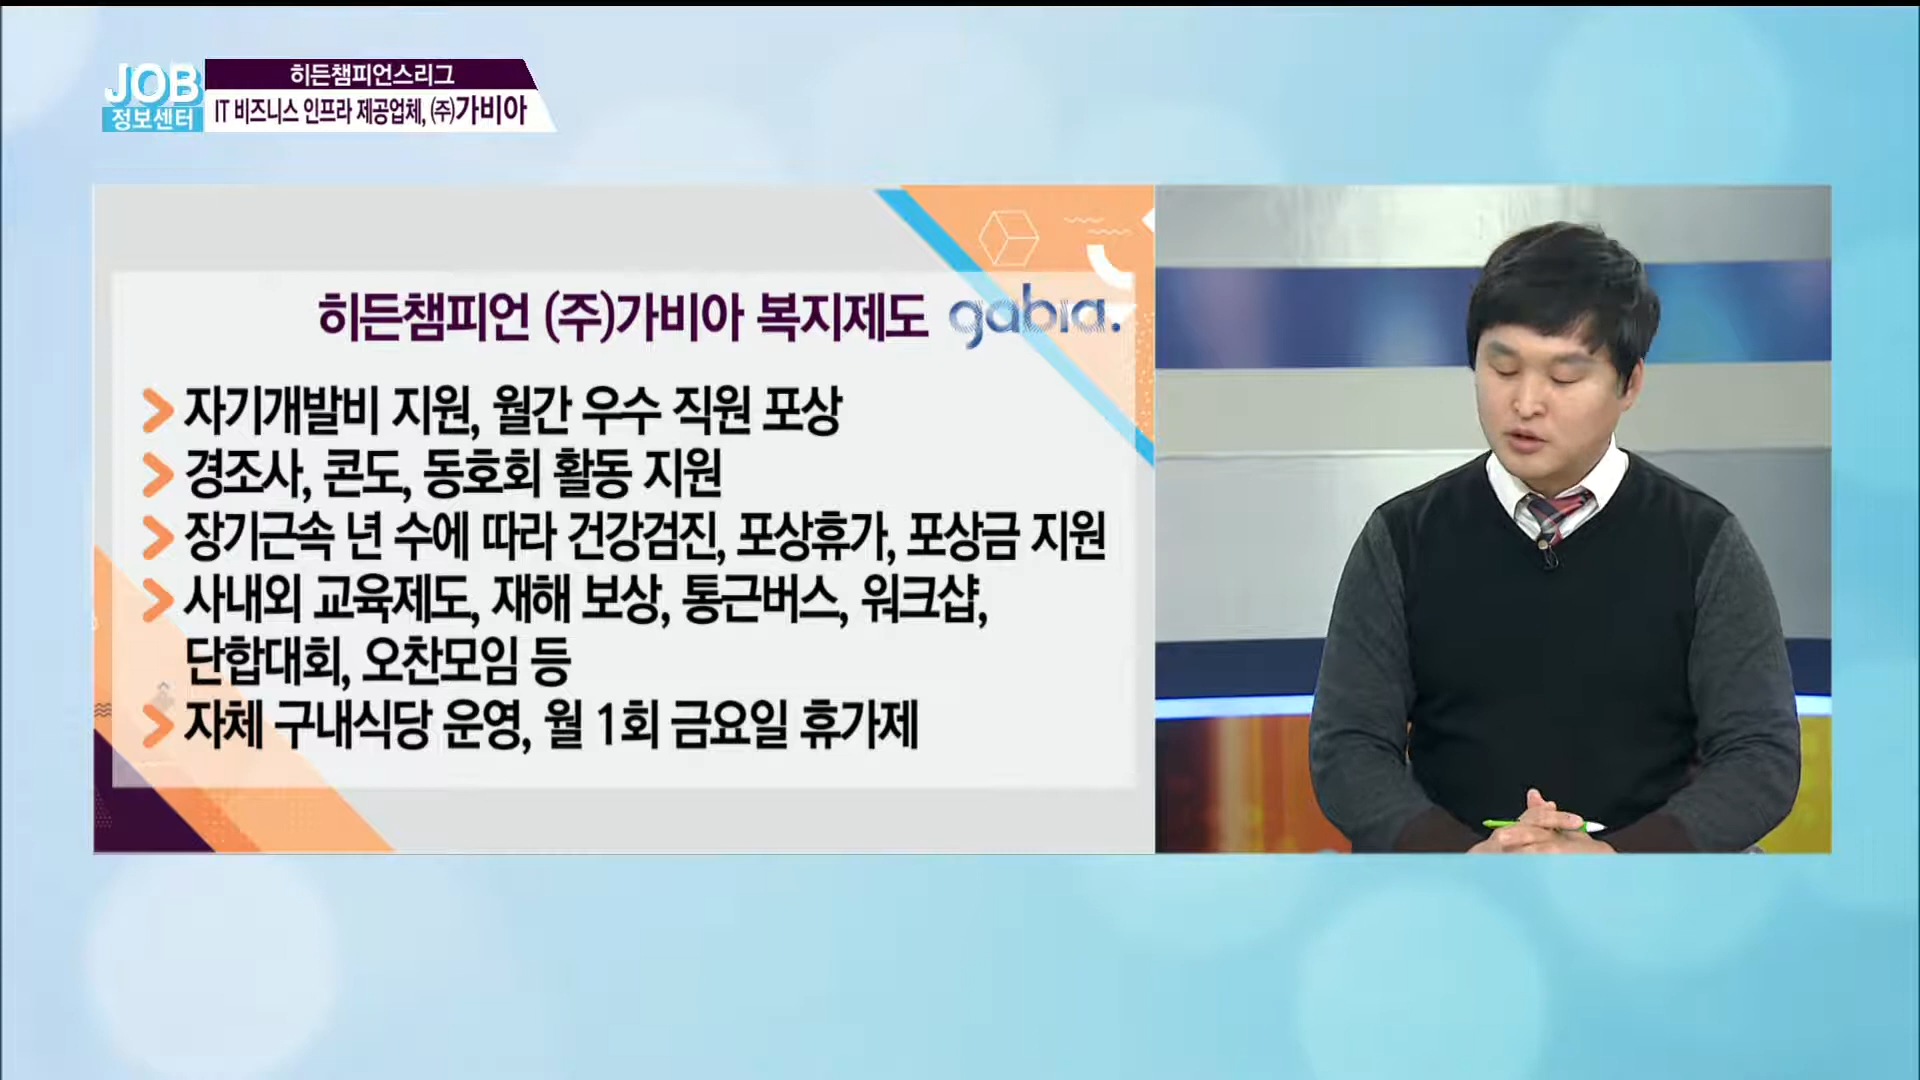 JOB
정보센터
히든챔피언스리그
IT 비즈니스 인프라 제공업체, ㈜가비아
히든챔피언 (주)가비아 복지제도 gabia.
자기개발비 지원, 월간 우수 직원 포상
경조사, 콘도, 동호회 활동 지원
장기근속 년 수에 따라 건강검진, 포상휴가, 포상금 지원
사내외 교육제도, 재해 보상, 통근버스, 워크샵,
단합대회, 오찬모임 등
자체 구내식당 운영, 월 1회 금요일 휴가제